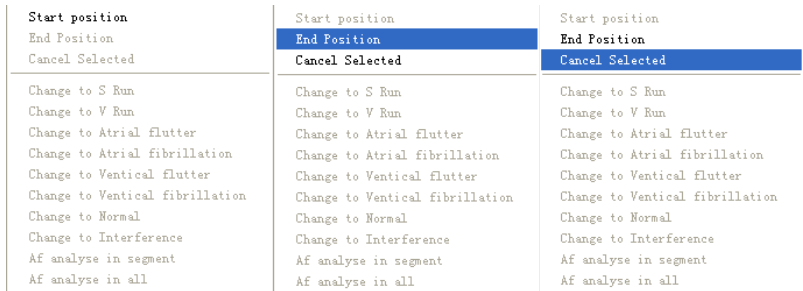 Start position
End Position
Cancel Selected
Change to S Run
Change to V Run
Change to Atrial flutter
Change to Atrial fibrillation
Change to Ventical flutter
Change to Ventical fibrillation
Change to Normal
Change to Interference
Af analyse in segment
Af analyse in all
Start position
End Position
Cancel Selected
Change to S Run
Change to V Run
Change to Atrial flutter
Change to Atrial fibrillation
Change to Ventical flutter
Change to Ventical fibrillation
Change to Normal
Change to Interference
Af analyse in segment
Af analyse in all
Start position
End Position
Cancel Selected
Change to S Run
Change to V Run
Change to Atrial flutter
Change to Atrial fibrillation
Change to Ventical flutter
Change to Ventical fibrillation
Change to Normal
Change to Interference
Af analyse in segment
Af analyse in all